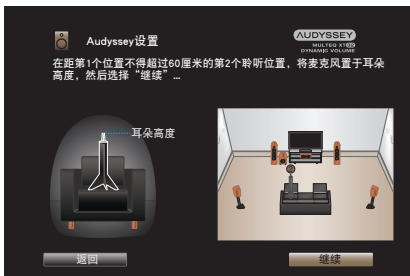 Audyssey设置
AUDYSSEY
MULTEQ XT32
DYNAMIC VOLUME
在距第1个位置不得超过60厘米的第2个聆听位置，将麦克风置于耳朵
高度，然后选择“继续”...
耳朵高度
返回
继续